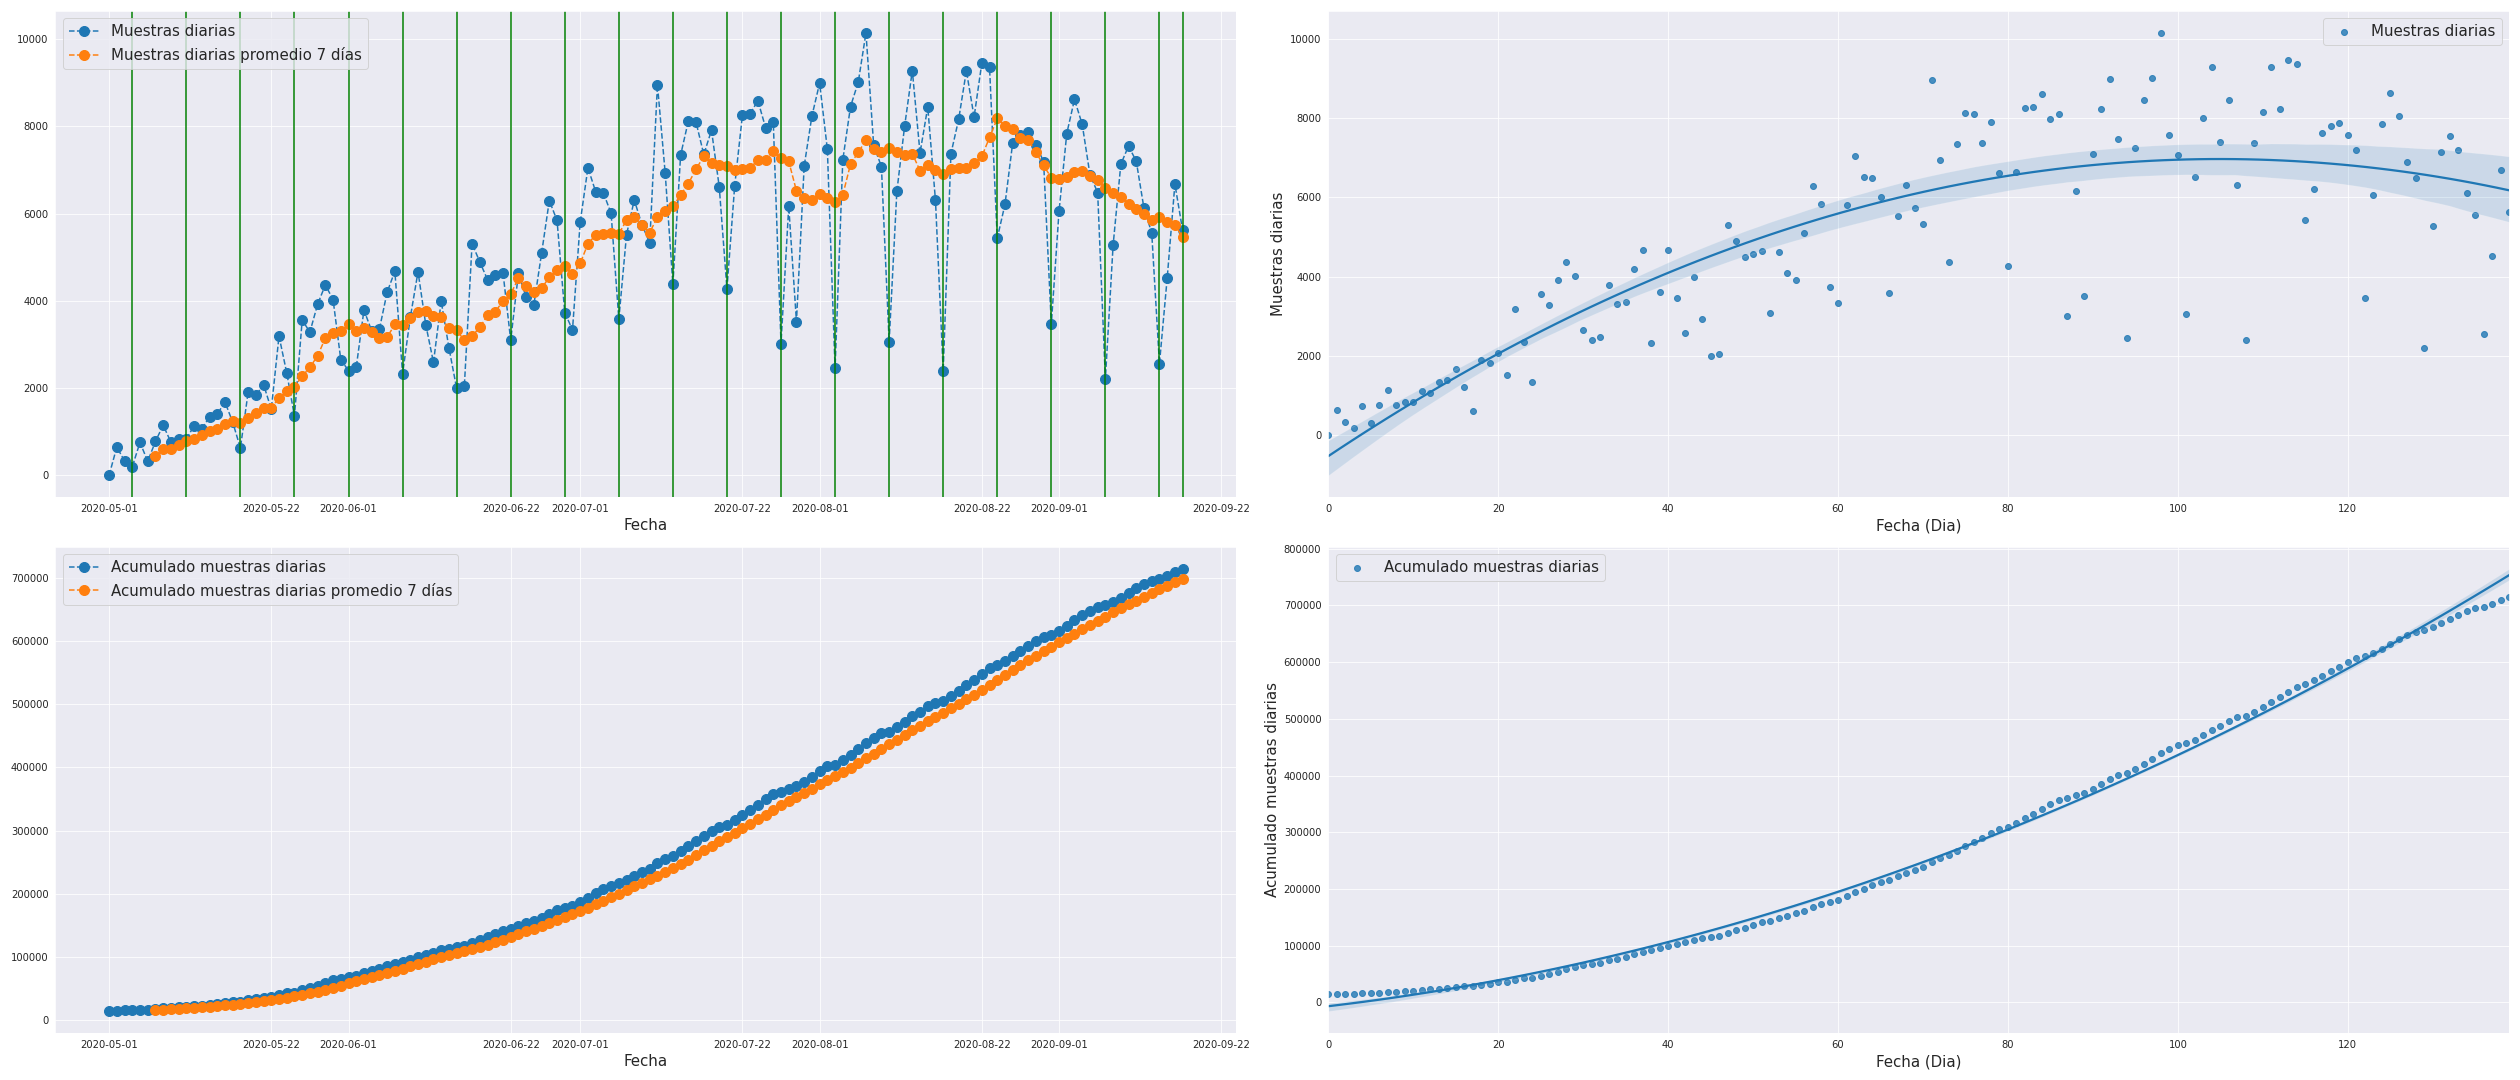 Muestras diarias
Muestras diarias promedio 7 días
10000
8000
6000
4000
2000
0
2020-05-01 2020-05-22 2020-06-01 2020-06-22 2020-07-01 2020-07-22 2020-08-01 2020-08-22 2020-09-01 2020-09-22
Fecha
Muestras diarias
10000
8000
6000
4000
2000
0
Muestras diarias
0 20 40 60 80 100 120
Fecha (Dia)
Acumulado muestras diarias
Acumulado muestras diarias promedio 7 días
700000
600000
500000
400000
300000
200000
100000
0
2020-05-01 2020-05-22 2020-06-01 2020-06-22 2020-07-01 2020-07-22 2020-08-01 2020-08-22 2020-09-01 2020-09-22
Fecha
Acumulado muestras diarias
800000
700000
600000
500000
400000
300000
200000
100000
0
Acumulado muestras diarias
0 20 40 60 80 100 120
Fecha (Dia)